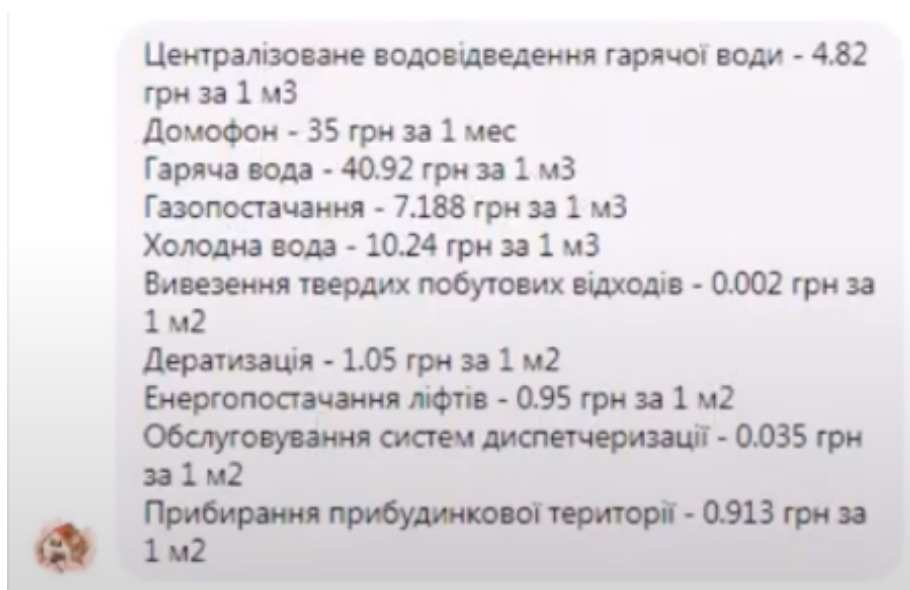 Централізоване водовідведення гарячої води - 4.82
грн за 1 м3
Домофон - 35 грн за 1 мес
Гаряча вода - 40.92 грн за 1 м3
Газопостачання - 7.188 грн за 1 м3
Холодна вода - 10.24 грн за 1 м3
Вивезення твердих побутових відходів - 0.002 грн за
1 м2
Дератизація - 1.05 грн за 1 м2
Енергопостачання ліфтів - 0.95 грн за 1 м2
Обслуговування систем диспетчеризації - 0.035 грн
за 1 м2
Прибирання прибудинкової території - 0.913 грн за
1 м2